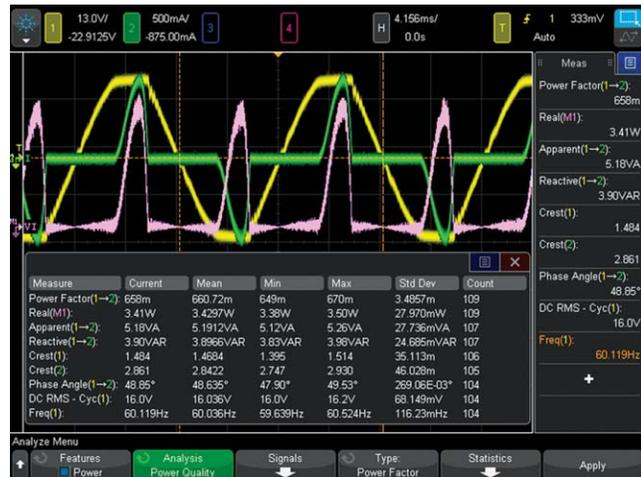 1 13.0V/ 2 500mA/ 3 4 H 4.156ms/ T 1 333mV
-22.9125V -875.00mA 0.0s Auto
Meas
Power Factor(1→2):
658m
Real(M1):
3.41W
Apparent(1→2):
5.18VA
Reactive(1→2):
3.90VAR
Crest(1):
1.484
Crest(2):
2.861
Phase Angle(1→2):
48.85°
DC RMS - Cyc(1):
16.0V
Freq(1):
60.119Hz
Measure Current Mean Min Max Std Dev Count
Power Factor(1→2): 658m 660.72m 649m 670m 3.4857m 109
Real(M1): 3.41W 3.4297W 3.38W 3.50W 27.970mW 109
Apparent(1→2): 5.18VA 5.1912VA 5.12VA 5.26VA 27.736mVA 107
Reactive(1→2): 3.90VAR 3.8966VAR 3.83VAR 3.98VAR 24.685mVAR 107
Crest(1): 1.484 1.4684 1.395 1.514 35.113m 106
Crest(2): 2.861 2.8422 2.747 2.930 46.028m 105
Phase Angle(1→2): 48.85° 48.635° 47.90° 49.53° 269.06E-03° 104
DC RMS - Cyc(1): 16.0V 16.036V 16.0V 16.2V 68.149mV 104
Freq(1): 60.119Hz 60.036Hz 59.639Hz 60.524Hz 116.23mHz 104
Analyze Menu
Features Analysis Signals Type: Statistics Apply
Power Power Quality Power Factor